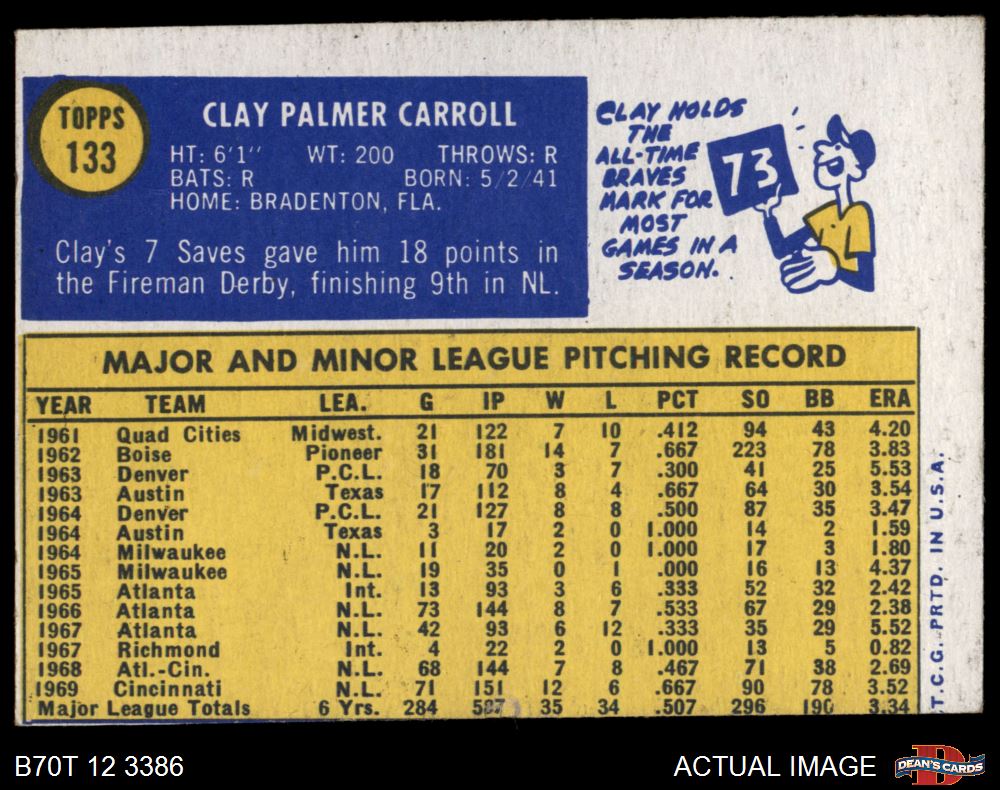 TOPPS
133
CLAY PALMER CARROLL
HT: 6'1" WT: 200 THROWS: R
BATS: R BORN: 5/2/41
HOME: BRADENTON, FLA.
Clay's 7 Saves gave him 18 points in
the Fireman Derby, finishing 9th in NL.
CLAY HOLDS
THE
ALL-TIME
BRAVES
MARK FOR
MOST
GAMES IN A
SEASON.
73
MAJOR AND MINOR LEAGUE PITCHING RECORD
YEAR TEAM LEA. G IP W L PCT SO BB ERA
1961 Quad Cities Midwest. 21 122 7 10 .412 94 43 4.20
1962 Boise Pioneer 31 181 14 7 .667 223 78 3.83
1963 Denver P.C.L. 18 70 3 7 .300 41 25 5.53
1963 Austin Texas 17 112 8 4 .667 64 30 3.54
1964 Denver P.C.L. 21 127 8 8 .500 87 35 3.47
1964 Austin Texas 3 17 2 0 1.000 14 2 1.59
1964 Milwaukee N.L. 11 20 2 0 1.000 17 3 1.80
1965 Milwaukee N.L. 19 35 0 1 .000 16 13 4.37
1965 Atlanta Int. 13 93 3 6 .333 52 32 2.42
1966 Atlanta N.L. 73 144 8 7 .533 67 29 2.38
1967 Atlanta N.L. 42 93 6 12 .333 35 29 5.52
1967 Richmond Int. 4 22 2 0 1.000 13 5 0.82
1968 Atl.-Cin. N.L. 68 144 7 8 .467 71 38 2.69
1969 Cincinnati N.L. 71 151 12 6 .667 90 78 3.52
Major League Totals 6 Yrs. 284 587 35 34 .507 296 190 3.34
T.C.G. PRTD. IN U.S.A.
B70T 12 3386
ACTUAL IMAGE
DEAN'S CARDS